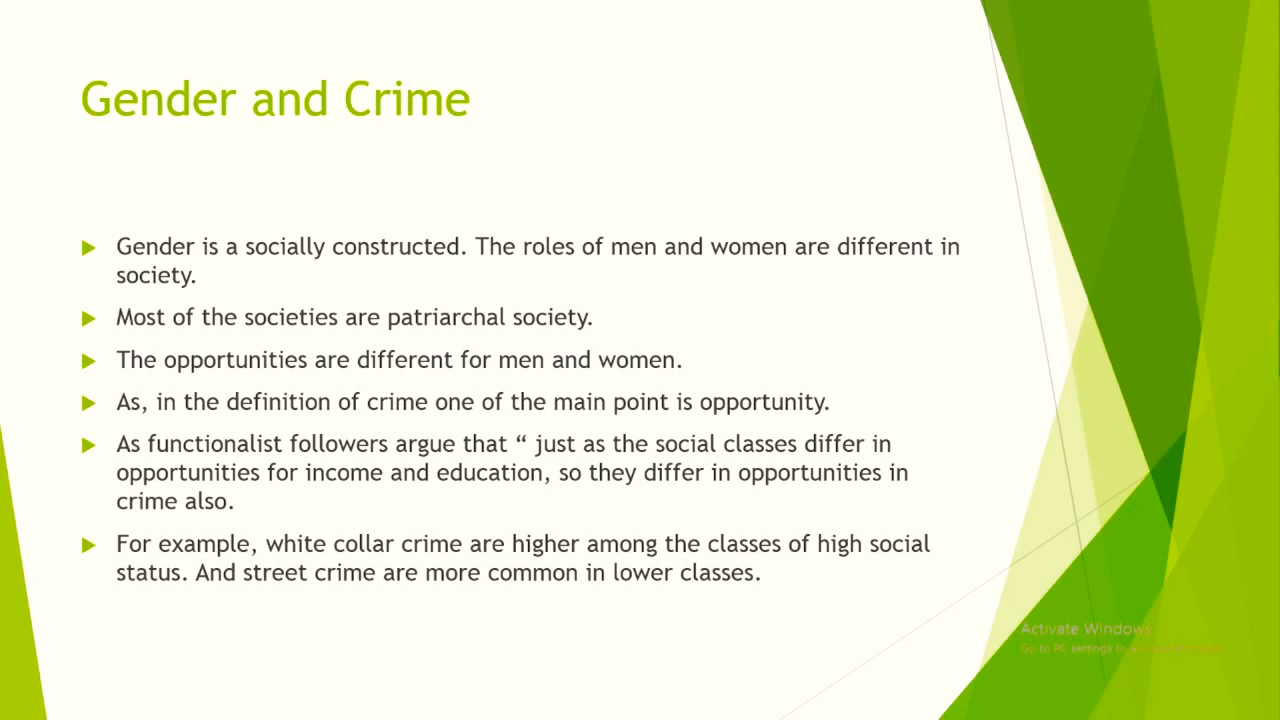 Gender and Crime
Gender is a socially constructed. The roles of men and women are different in
society.
Most of the societies are patriarchal society.
The opportunities are different for men and women.
As, in the definition of crime one of the main point is opportunity.
As functionalist followers argue that “ just as the social classes differ in
opportunities for income and education, so they differ in opportunities in
crime also.
For example, white collar crime are higher among the classes of high social
status. And street crime are more common in lower classes.
Activate Windows
Go to PC settings to